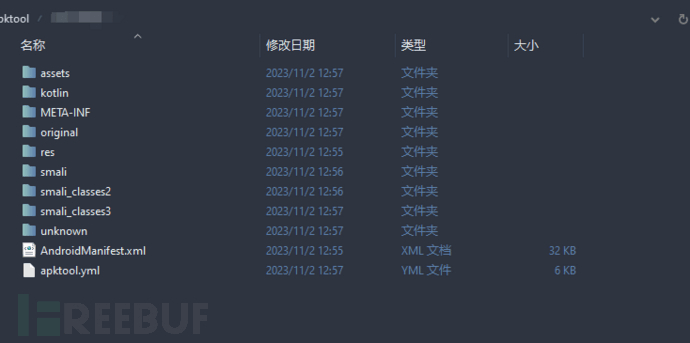 pktool /
名称 修改日期 类型 大小
assets 2023/11/2 12:57 文件夹
kotlin 2023/11/2 12:57 文件夹
META-INF 2023/11/2 12:57 文件夹
original 2023/11/2 12:57 文件夹
res 2023/11/2 12:55 文件夹
smali 2023/11/2 12:56 文件夹
smali_classes2 2023/11/2 12:56 文件夹
smali_classes3 2023/11/2 12:57 文件夹
unknown 2023/11/2 12:57 文件夹
AndroidManifest.xml 2023/11/2 12:55 XML 文档 32 KB
apktool.yml 2023/11/2 12:57 YML 文件 6 KB
FREEBUF